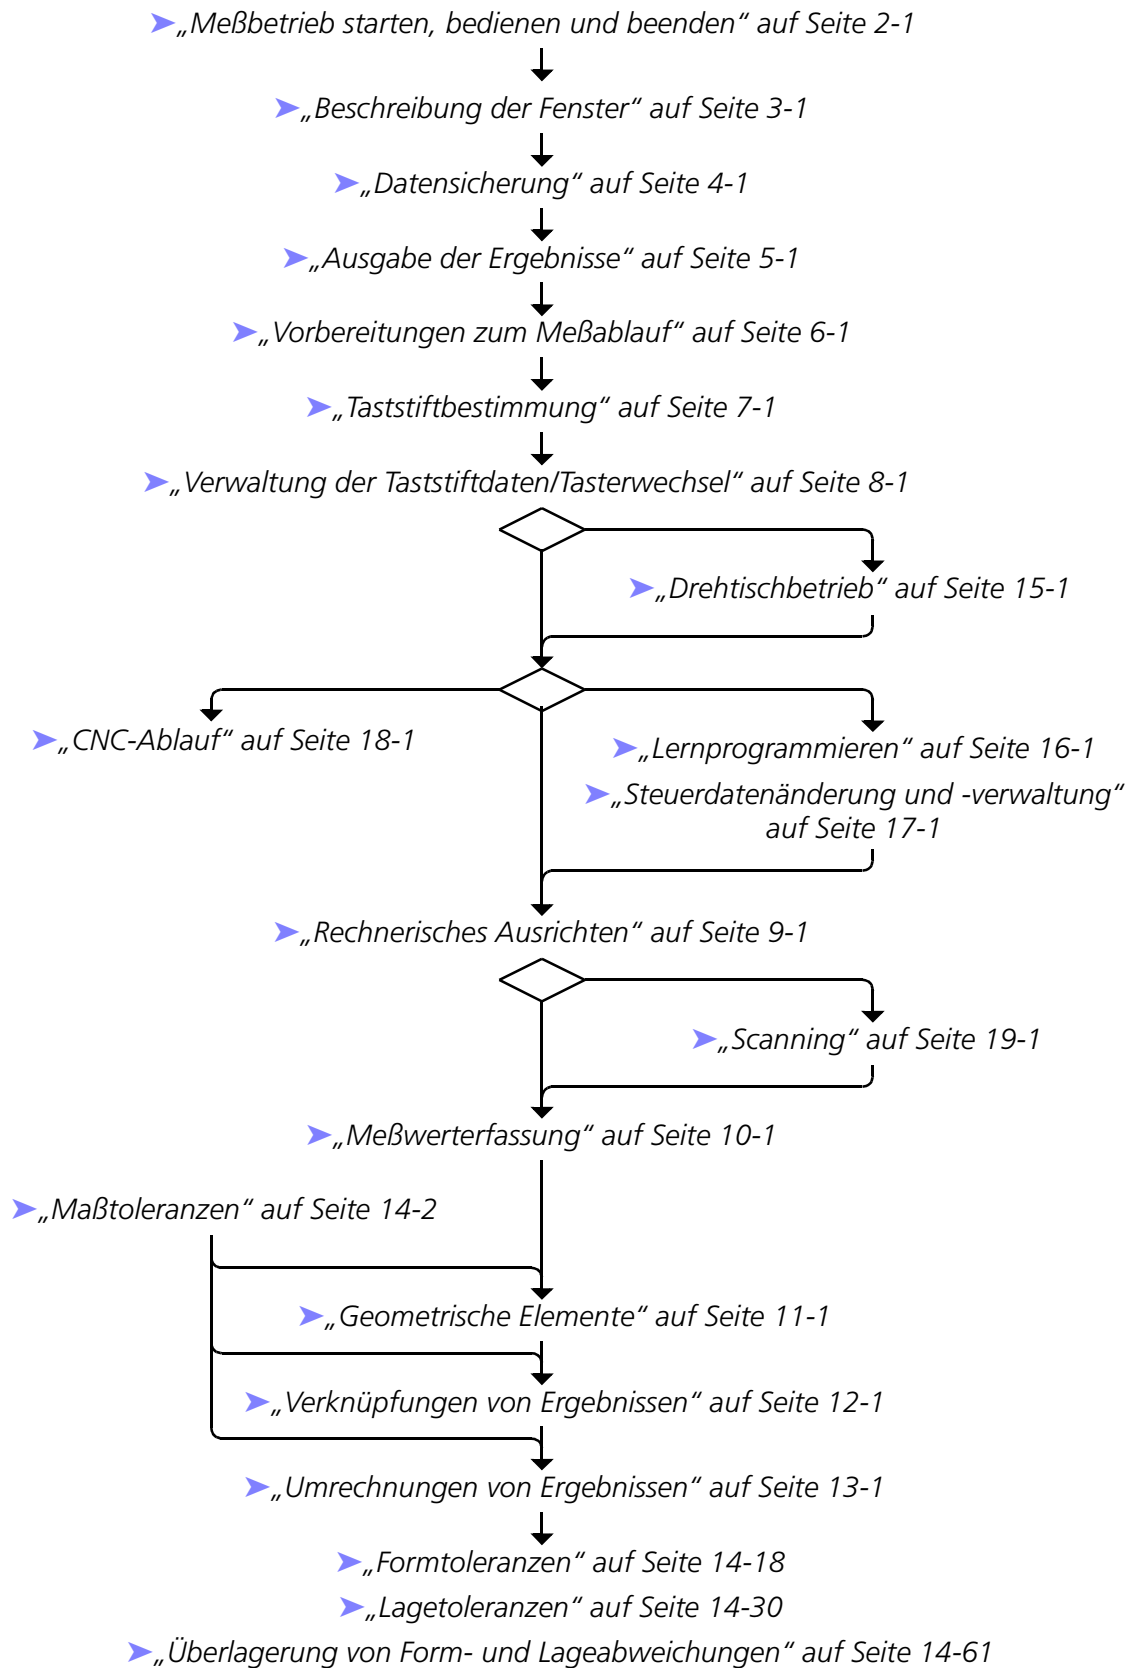 ➤„Meßbetrieb starten, bedienen und beenden“ auf Seite 2-1
➤„Beschreibung der Fenster“ auf Seite 3-1
➤„Datensicherung“ auf Seite 4-1
➤„Ausgabe der Ergebnisse“ auf Seite 5-1
➤„Vorbereitungen zum Meßablauf“ auf Seite 6-1
➤„Taststiftbestimmung“ auf Seite 7-1
➤„Verwaltung der Taststiftdaten/Tasterwechsel“ auf Seite 8-1
➤„Drehtischbetrieb“ auf Seite 15-1
➤„CNC-Ablauf“ auf Seite 18-1
➤„Lernprogrammieren“ auf Seite 16-1
➤„Steuerdatenänderung und -verwaltung“
auf Seite 17-1
➤„Rechnerisches Ausrichten“ auf Seite 9-1
➤„Scanning“ auf Seite 19-1
➤„Meßwerterfassung“ auf Seite 10-1
➤„Maßtoleranzen“ auf Seite 14-2
➤„Geometrische Elemente“ auf Seite 11-1
➤„Verknüpfungen von Ergebnissen“ auf Seite 12-1
➤„Umrechnungen von Ergebnissen“ auf Seite 13-1
➤„Formtoleranzen“ auf Seite 14-18
➤„Lagetoleranzen“ auf Seite 14-30
➤„Überlagerung von Form- und Lageabweichungen“ auf Seite 14-61